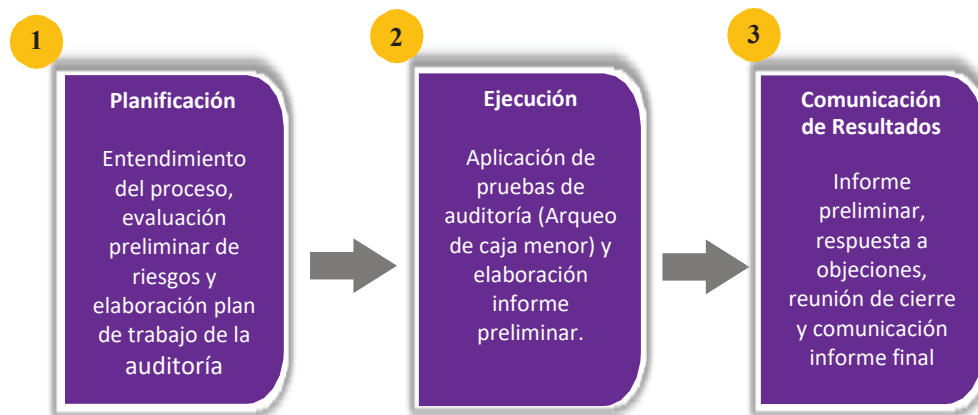 1
Planificación
Entendimiento
del proceso,
evaluación
preliminar de
riesgos y
elaboración plan
de trabajo de la
auditoría
2
Ejecución
Aplicación de
pruebas de
auditoría (Arqueo
de caja menor) y
elaboración
informe
preliminar.
3
Comunicación
de Resultados
Informe
preliminar,
respuesta a
objeciones,
reunión de cierre
y comunicación
informe final